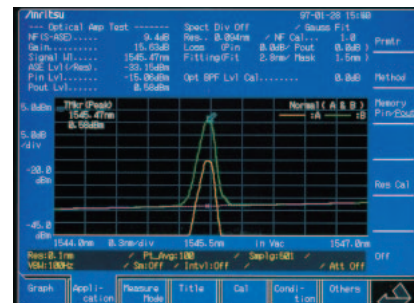 Anritsu
97-01-28 15:00
--- Optical Amp Test ---
Spect Div Off / Gauss Fit
NF(S-ASE)...... 9.4dB
Res.. 0.094nm / NF Cal... 1.0
Gain........ 15.63dB
Loss (Pin 0.0dB/ Pout 0.0dB )
Signal Wl... 1545.47nm
Fitting(Fit 2.8nm/ Mask 1.5nm )
ASE Lvl(/Res). -33.15dBm
Pin Lvl..... -15.06dBm
Opt BPF Lvl Cal....... 0.0dB
Pout Lvl.... 0.58dBm
Prmtr
Method
Memory
Pin/Pout
Res Cal
Off
5.0dBm
TMkr(Peak)
1545.47nm
0.58dBm
Normal( A & B )
:A :B
5.0dB
/div
-20.0
dBm
-45.0
dBm
1544.0nm 0.3nm/div 1545.5nm in Vac 1547.0nm
Res:0.1nm / Pt_Avg:100 / Smplg:501 /
VBW:100Hz / Sm:Off / Intvl:Off / / Att Off
Graph
Appli-
cation
Measure
Mode
Title
Cal
Condi-
tion
Others